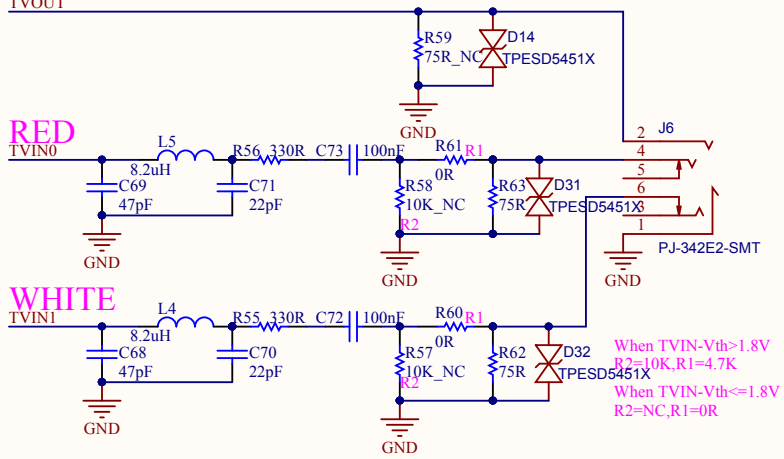 TVOUT1
R59
75R_NC
D14
TPESD5451X
GND
RED
TVIN0
L5
8.2uH
C69
47pF
C71
22pF
R56 330R
C73
100nF
R61 R1
0R
R58
10K_NC
R2
R63
75R
D31
TPESD5451X
GND
GND
J6
2
4
5
6
3
1
PJ-342E2-SMT
GND
WHITE
TVIN1
L4
8.2uH
C68
47pF
C70
22pF
R55 330R
C72
100nF
R60 R1
0R
R57
10K_NC
R2
R62
75R
D32
TPESD5451X
GND
GND
When TVIN-Vth>1.8V
R2=10K,R1=4.7K
When TVIN-Vth<=1.8V
R2=NC,R1=0R